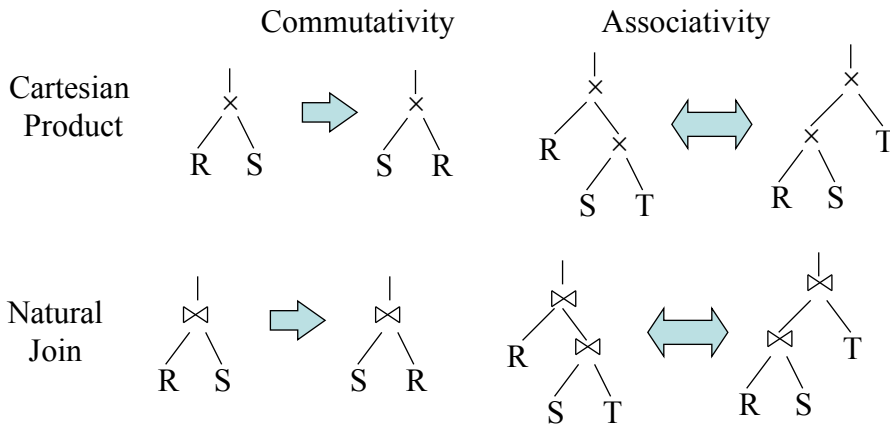 Commutativity
Associativity
Cartesian
Product
×
R S
×
S R
×
R
×
S T
×
×
T
R S
Natural
Join
⋈
R S
⋈
S R
⋈
R
⋈
S T
⋈
⋈
T
R S